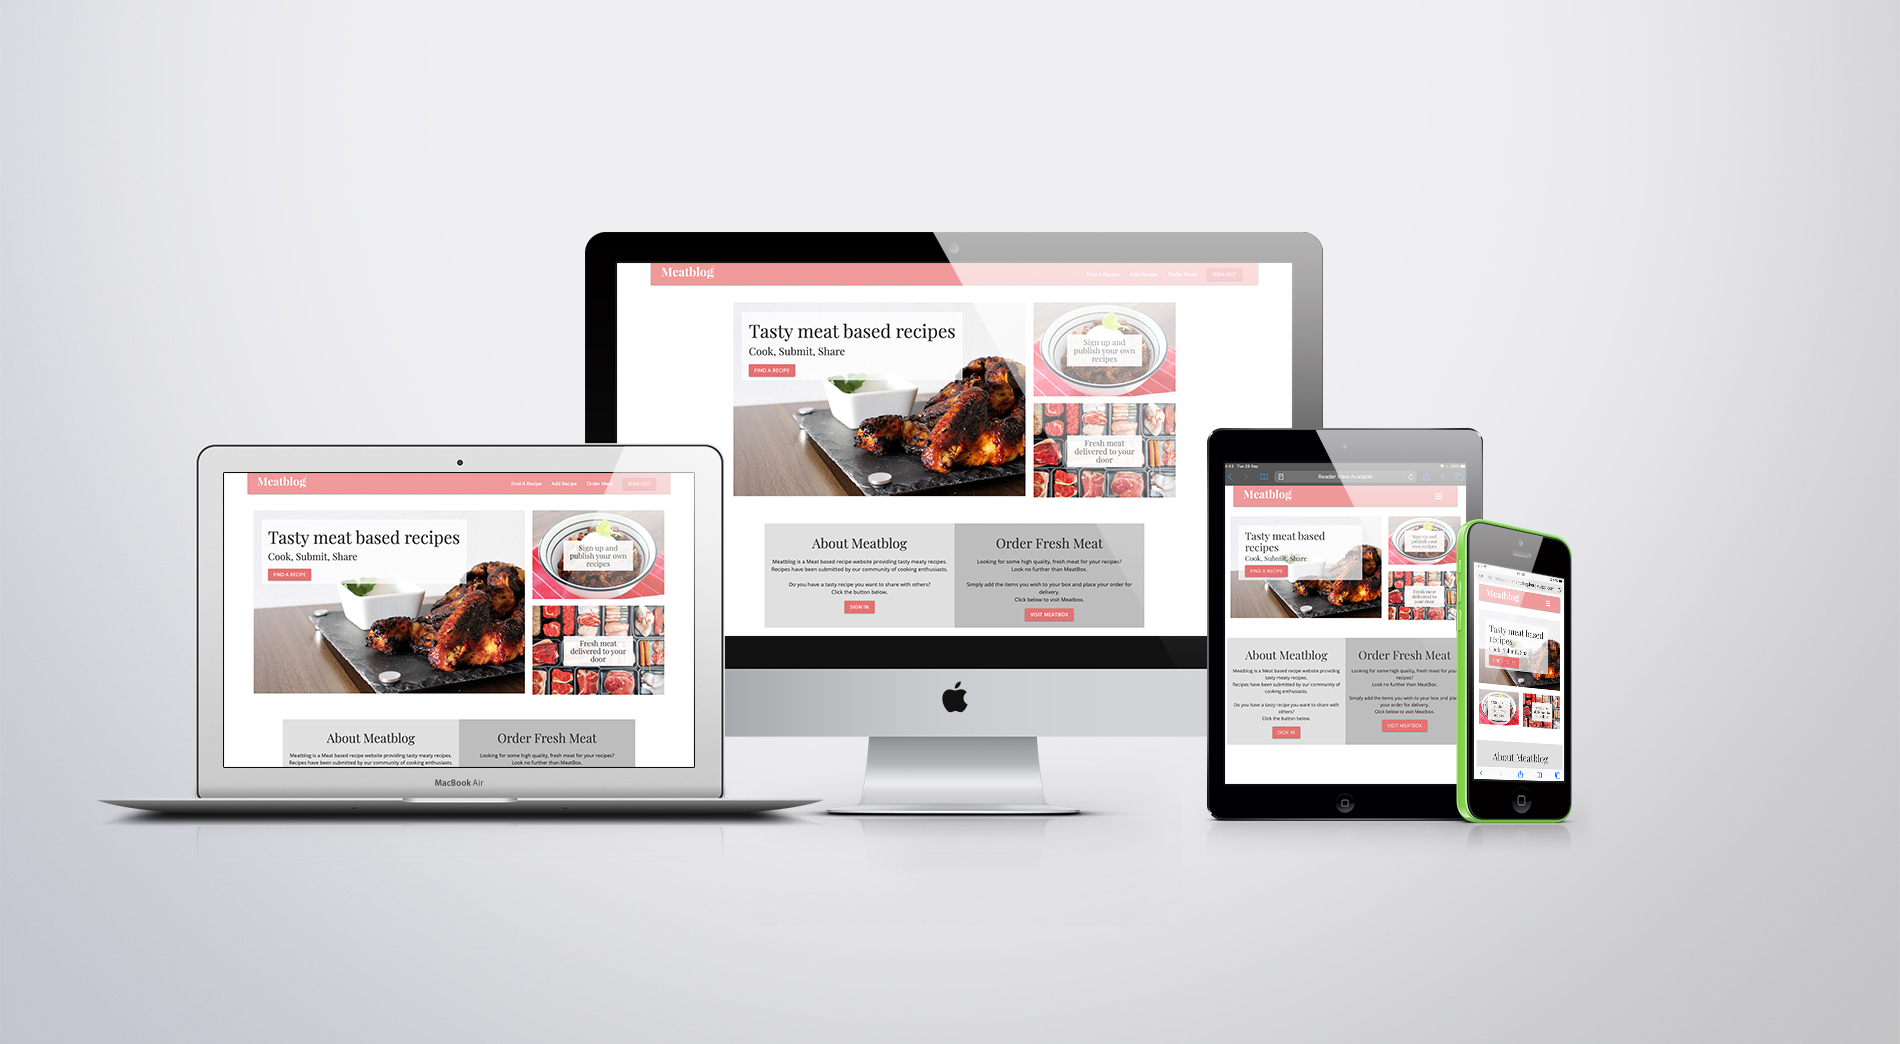 Meatblog
Find A Recipe Add Recipe Order Meat SIGN OUT
Tasty meat based recipes
Cook, Submit, Share
FIND A RECIPE
Sign up and
publish your own
recipes
Fresh meat
delivered to your
door
About Meatblog
Meatblog is a Meat based recipe website providing tasty meaty recipes.
Recipes have been submitted by our community of cooking enthusiasts.
Do you have a tasty recipe you want to share with others?
Click the button below.
SIGN IN
Order Fresh Meat
Looking for some high quality, fresh meat for your recipes?
Look no further than MeatBox.
Simply add the items you wish to your box and place your order for
delivery.
Click below to visit Meatbox.
VISIT MEATBOX
Meatblog
Find A Recipe Add Recipe Order Meat SIGN OUT
Tasty meat based recipes
Cook, Submit, Share
FIND A RECIPE
Sign up and
publish your own
recipes
Fresh meat
delivered to your
door
About Meatblog
Meatblog is a Meat based recipe website providing tasty meaty recipes.
Recipes have been submitted by our community of cooking enthusiasts.
Order Fresh Meat
Looking for some high quality, fresh meat for your recipes?
Look no further than MeatBox.
MacBook Air
Tue 29 Sep
Reader View Available
Meatblog
Tasty meat based
recipes
Cook, Submit, Share
FIND A RECIPE
Sign up and
publish your
own recipes
Fresh meat
delivered to
your door
About Meatblog
Meatblog is a Meat based recipe website providing
tasty meaty recipes.
Recipes have been submitted by our community of
cooking enthusiasts.
Do you have a tasty recipe you want to share with
others?
Click the button below.
SIGN IN
Order Fresh Meat
Looking for some high quality, fresh meat for your
recipes?
Look no further than MeatBox.
Simply add the items you wish to your box and place
your order for delivery.
Click below to visit Meatbox.
VISIT MEATBOX
Meatblog
Tasty meat based
recipes
Cook, Submit, Share
About Meatblog